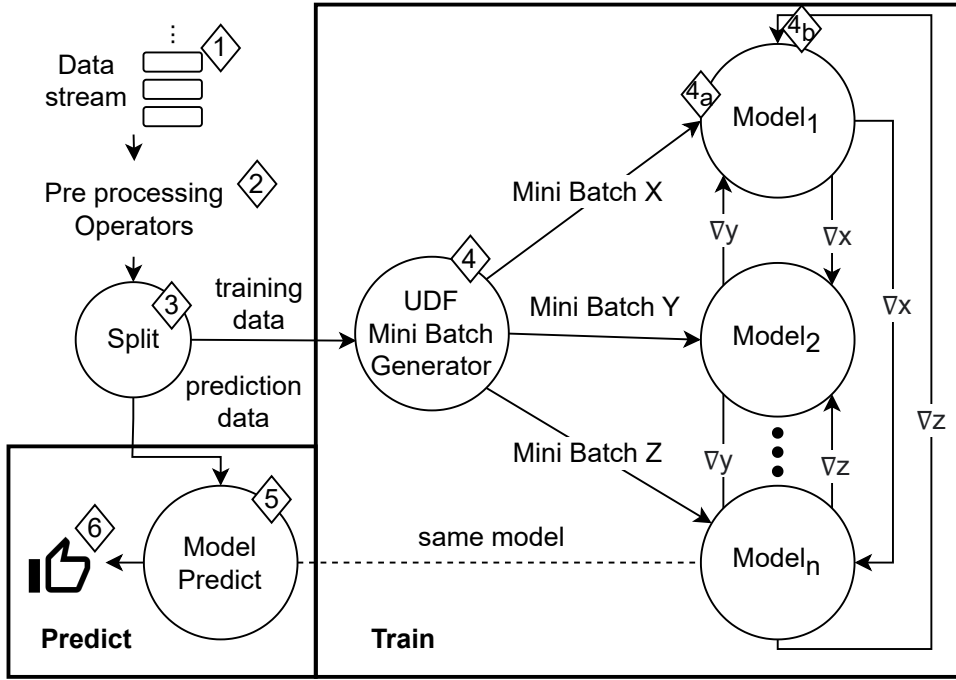 ⋮
1
Data
stream
2
Pre processing
Operators
3
Split
training
data
prediction
data
4
UDF
Mini Batch
Generator
Mini Batch X
Mini Batch Y
Mini Batch Z
4a
4b
Model1
∇y
∇x
∇x
Model2
∇z
∇y
∇z
Modeln
same model
5
Model
Predict
6
Predict
Train